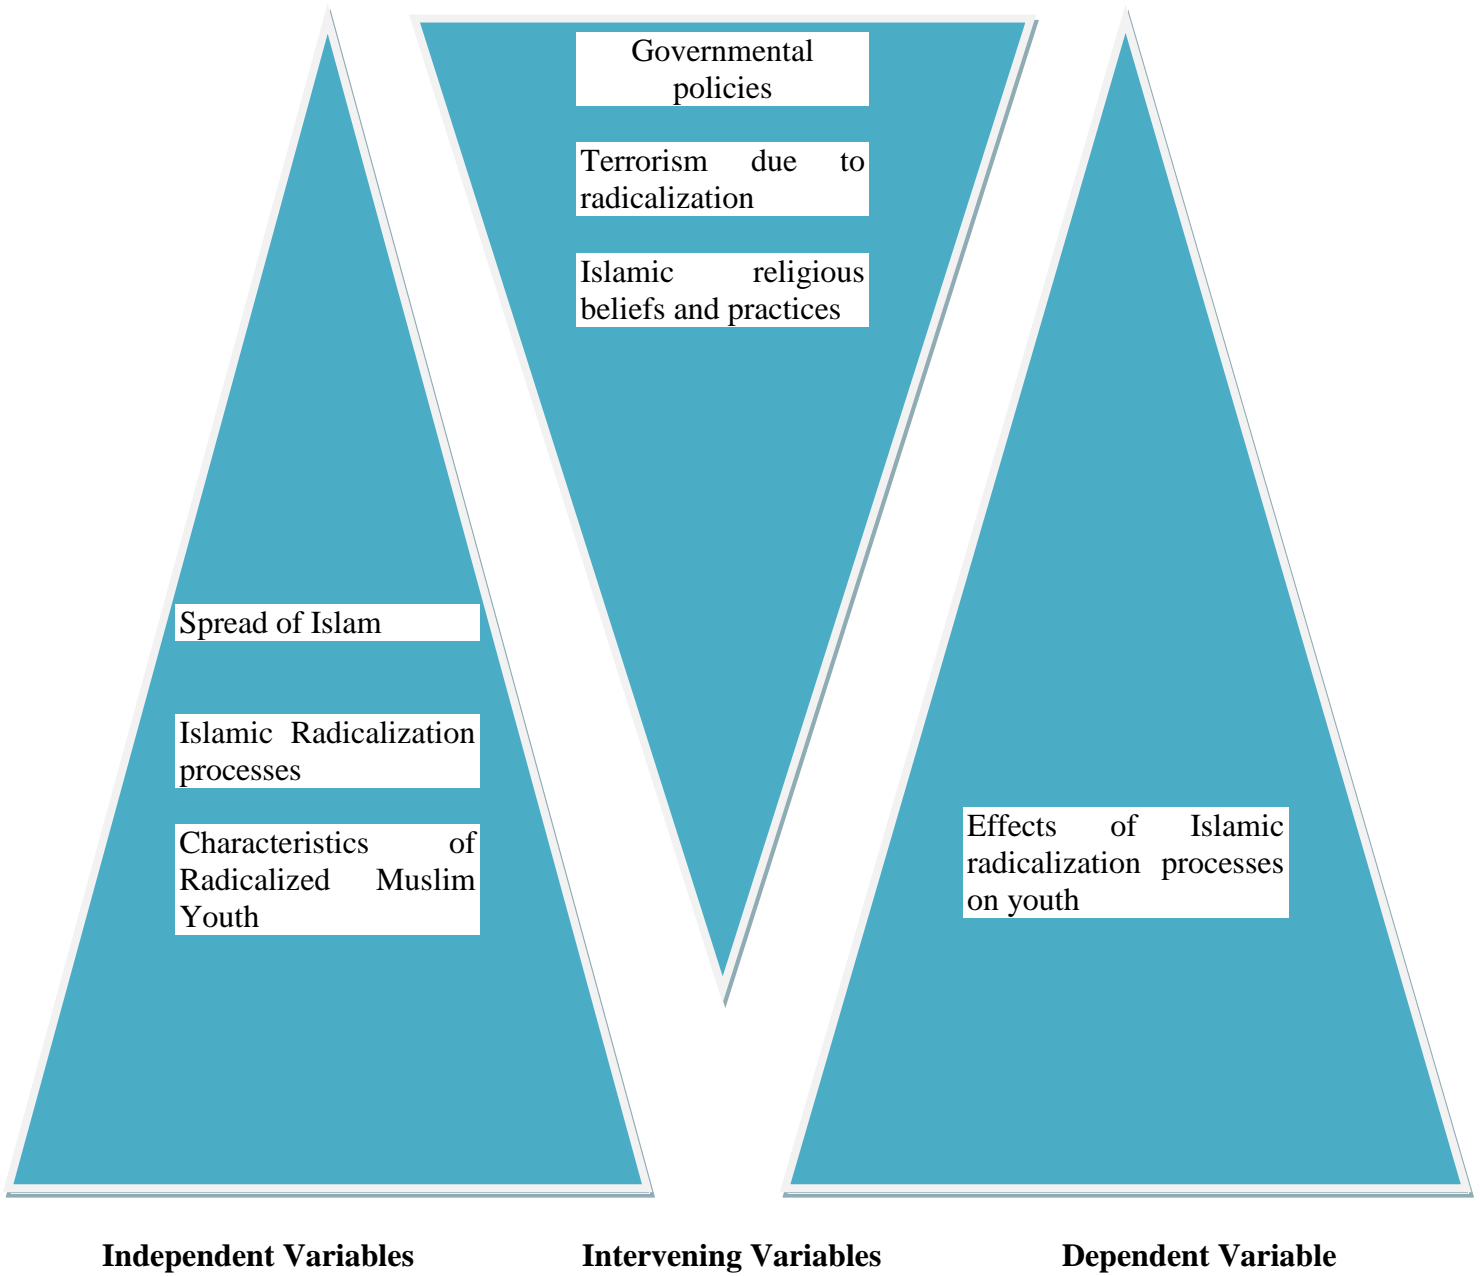 Governmental
policies
Terrorism due to
radicalization
Islamic religious
beliefs and practices
Spread of Islam
Islamic Radicalization
processes
Characteristics of
Radicalized Muslim
Youth
Effects of Islamic
radicalization processes
on youth
Independent Variables
Intervening Variables
Dependent Variable